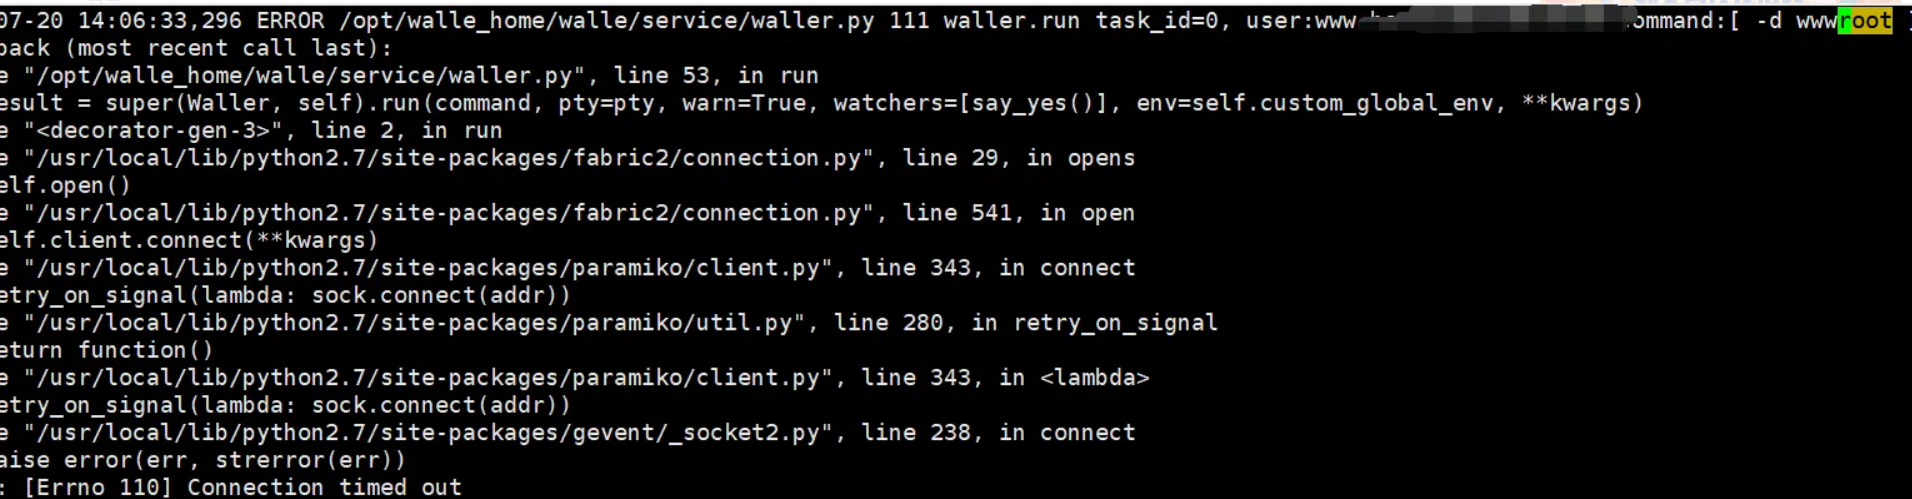 07-20 14:06:33,296 ERROR /opt/walle_home/walle/service/waller.py 111 waller.run task_id=0, user:www ommand:[ -d wwwroot ]
back (most recent call last):
e "/opt/walle_home/walle/service/waller.py", line 53, in run
esult = super(Waller, self).run(command, pty=pty, warn=True, watchers=[say_yes()], env=self.custom_global_env, **kwargs)
e "<decorator-gen-3>", line 2, in run
e "/usr/local/lib/python2.7/site-packages/fabric2/connection.py", line 29, in opens
elf.open()
e "/usr/local/lib/python2.7/site-packages/fabric2/connection.py", line 541, in open
elf.client.connect(**kwargs)
e "/usr/local/lib/python2.7/site-packages/paramiko/client.py", line 343, in connect
etry_on_signal(lambda: sock.connect(addr))
e "/usr/local/lib/python2.7/site-packages/paramiko/util.py", line 280, in retry_on_signal
eturn function()
e "/usr/local/lib/python2.7/site-packages/paramiko/client.py", line 343, in <lambda>
etry_on_signal(lambda: sock.connect(addr))
e "/usr/local/lib/python2.7/site-packages/gevent/_socket2.py", line 238, in connect
aise error(err, strerror(err))
: [Errno 110] Connection timed out